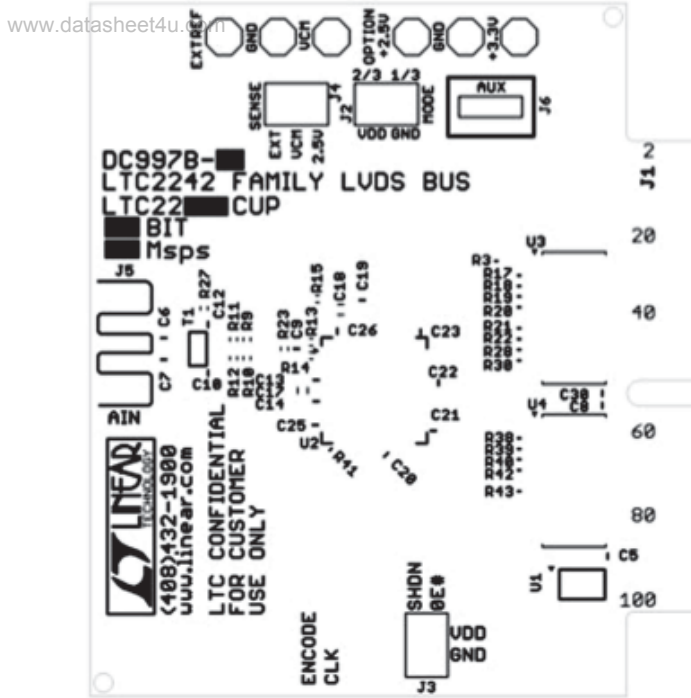 www.datasheet4u.com
EXTREF
GND
VCM
OPTION
+2.5V
GND
+3.3V
SENSE
J4
EXT
VCM
2.5V
2/3 1/3
J2
MODE
VDD GND
AUX
J6
DC997B-
LTC2242 FAMILY LVDS BUS
LTC22 CUP
BIT
Msps
2
J1
20
40
60
80
100
J5
AIN
C6
C7
T1
R27
C12
C10
R11
R9
R12
R10
R23
C9
R13
R14
C14
R15
C18
C19
C26
C23
C22
C21
C25
U2
R41
C20
R3
R17
R18
R19
R20
R21
R22
R28
R30
U3
C30
C8
U4
R38
R39
R40
R42
R43
C5
U1
LINEAR
TECHNOLOGY
(408)432-1900
www.linear.com
LTC CONFIDENTIAL
FOR CUSTOMER
USE ONLY
ENCODE
CLK
SHDN
OE#
VDD
GND
J3